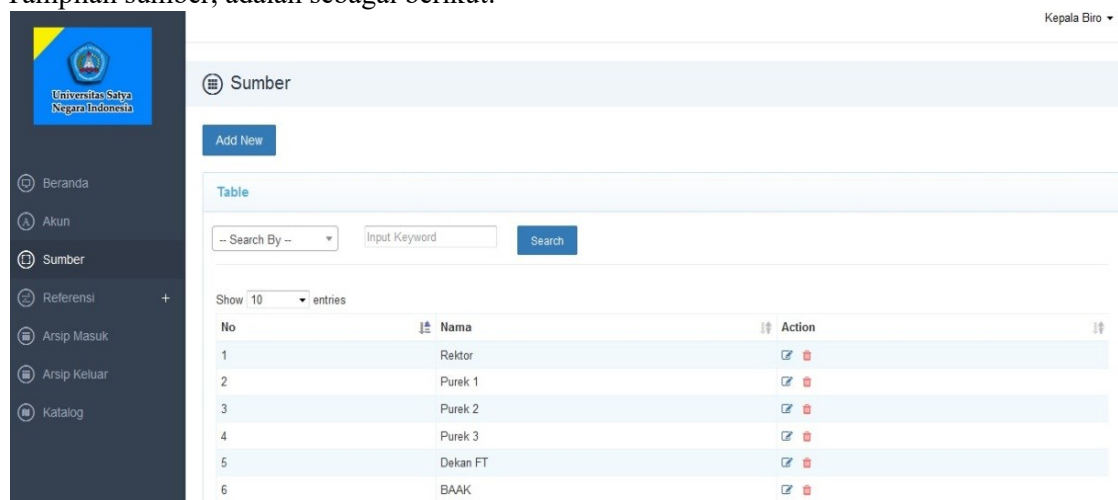 Tampilan sumber, adalah sebagai berikut:
Kepala Biro
Universitas Satya
Negara Indonesia
Sumber
Add New
Beranda
Akun
Sumber
Referensi +
Arsip Masuk
Arsip Keluar
Katalog
Table
-- Search By -- Input Keyword Search
Show 10 entries
No Nama Action
1 Rektor
2 Purek 1
3 Purek 2
4 Purek 3
5 Dekan FT
6 BAAK